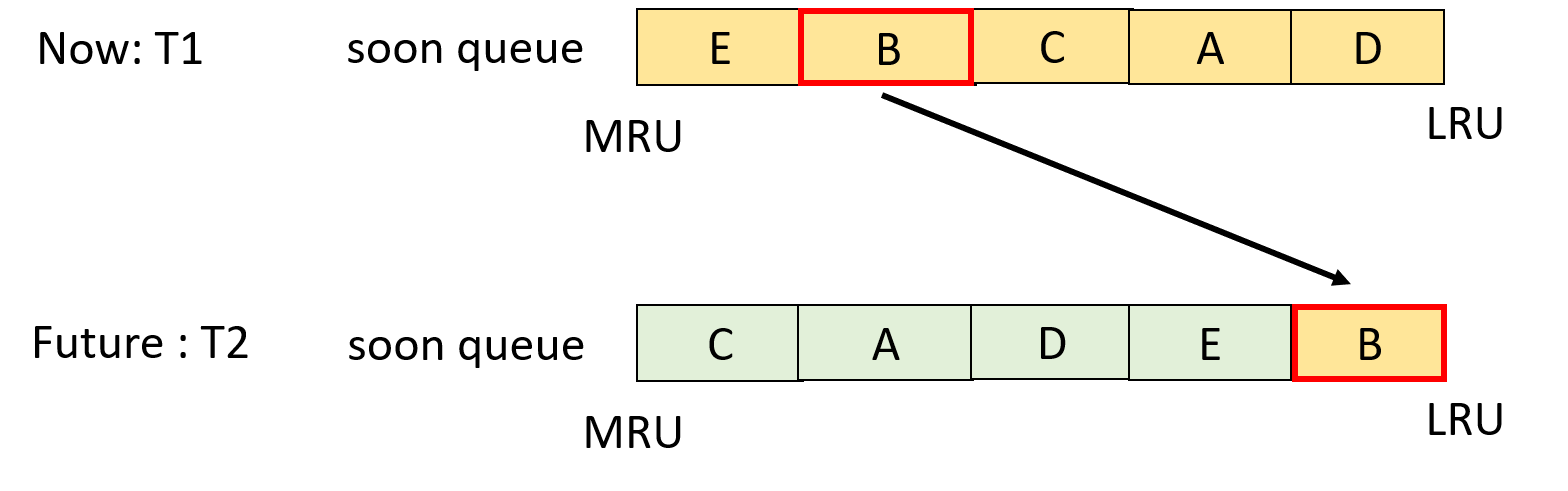 Now: T1 soon queue E B C A D
MRU LRU
Future : T2 soon queue C A D E B
MRU LRU